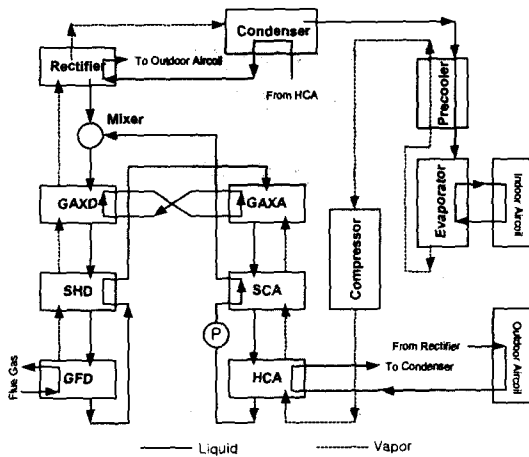 Condenser
Rectifier
To Outdoor Aircoil
From HCA
Mixer
Precooler
GAXD
GAXA
Evaporator
Indoor Aircoil
Compressor
SHD
SCA
P
GFD
HCA
Flue Gas
From Rectifier
To Condenser
Outdoor Aircoil
Liquid
Vapor